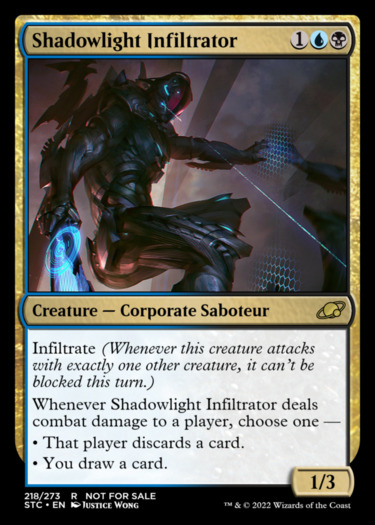 Shadowlight Infiltrator 1
Creature — Corporate Saboteur
Infiltrate (Whenever this creature attacks
with exactly one other creature, it can't be
blocked this turn.)
Whenever Shadowlight Infiltrator deals
combat damage to a player, choose one —
• That player discards a card.
• You draw a card.
1/3
218/273 R NOT FOR SALE
STC • EN Justice Wong
™ & © 2022 Wizards of the Coast